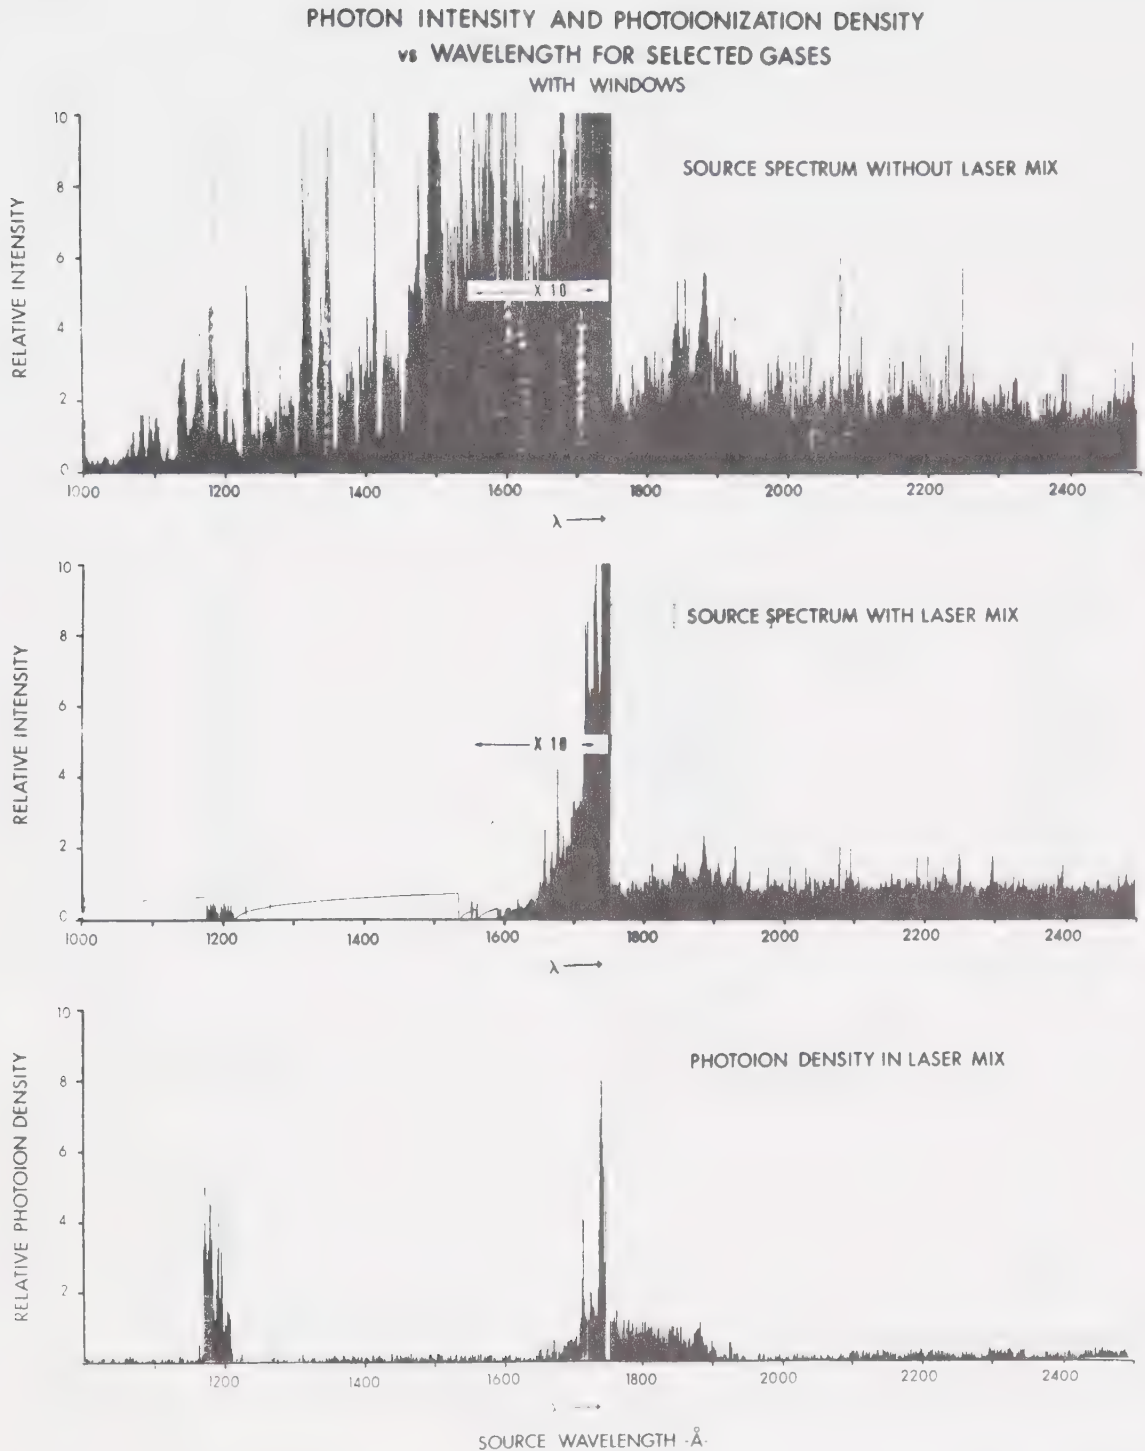 PHOTON INTENSITY AND PHOTOIONIZATION DENSITY
vs WAVELENGTH FOR SELECTED GASES
WITH WINDOWS
RELATIVE INTENSITY
10
8
6
4
2
0
SOURCE SPECTRUM WITHOUT LASER MIX
X 10
1000 1200 1400 1600 1800 2000 2200 2400
λ
RELATIVE INTENSITY
10
8
6
4
2
0
SOURCE SPECTRUM WITH LASER MIX
X 10
1000 1200 1400 1600 1800 2000 2200 2400
λ
RELATIVE PHOTOION DENSITY
10
8
6
4
2
PHOTOION DENSITY IN LASER MIX
1200 1400 1600 1800 2000 2200 2400
λ
SOURCE WAVELENGTH -Å-